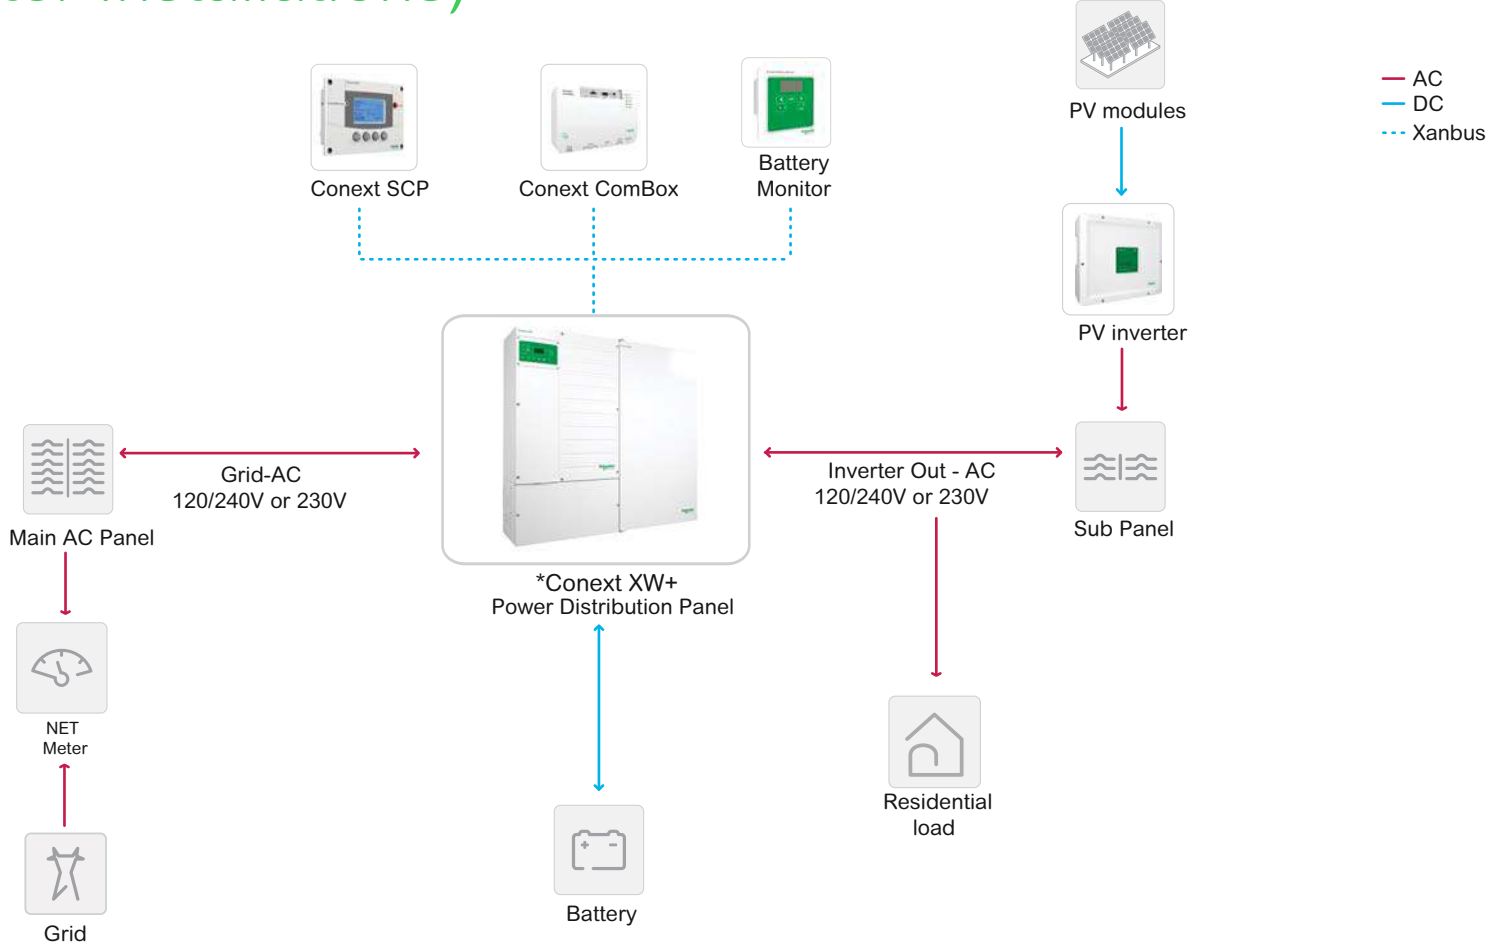 PV modules
AC
DC
Xanbus
Conext SCP
Conext ComBox
Battery
Monitor
PV inverter
Grid-AC
120/240V or 230V
Inverter Out - AC
120/240V or 230V
Main AC Panel
Sub Panel
*Conext XW+
Power Distribution Panel
NET
Meter
Residential
load
Battery
Grid